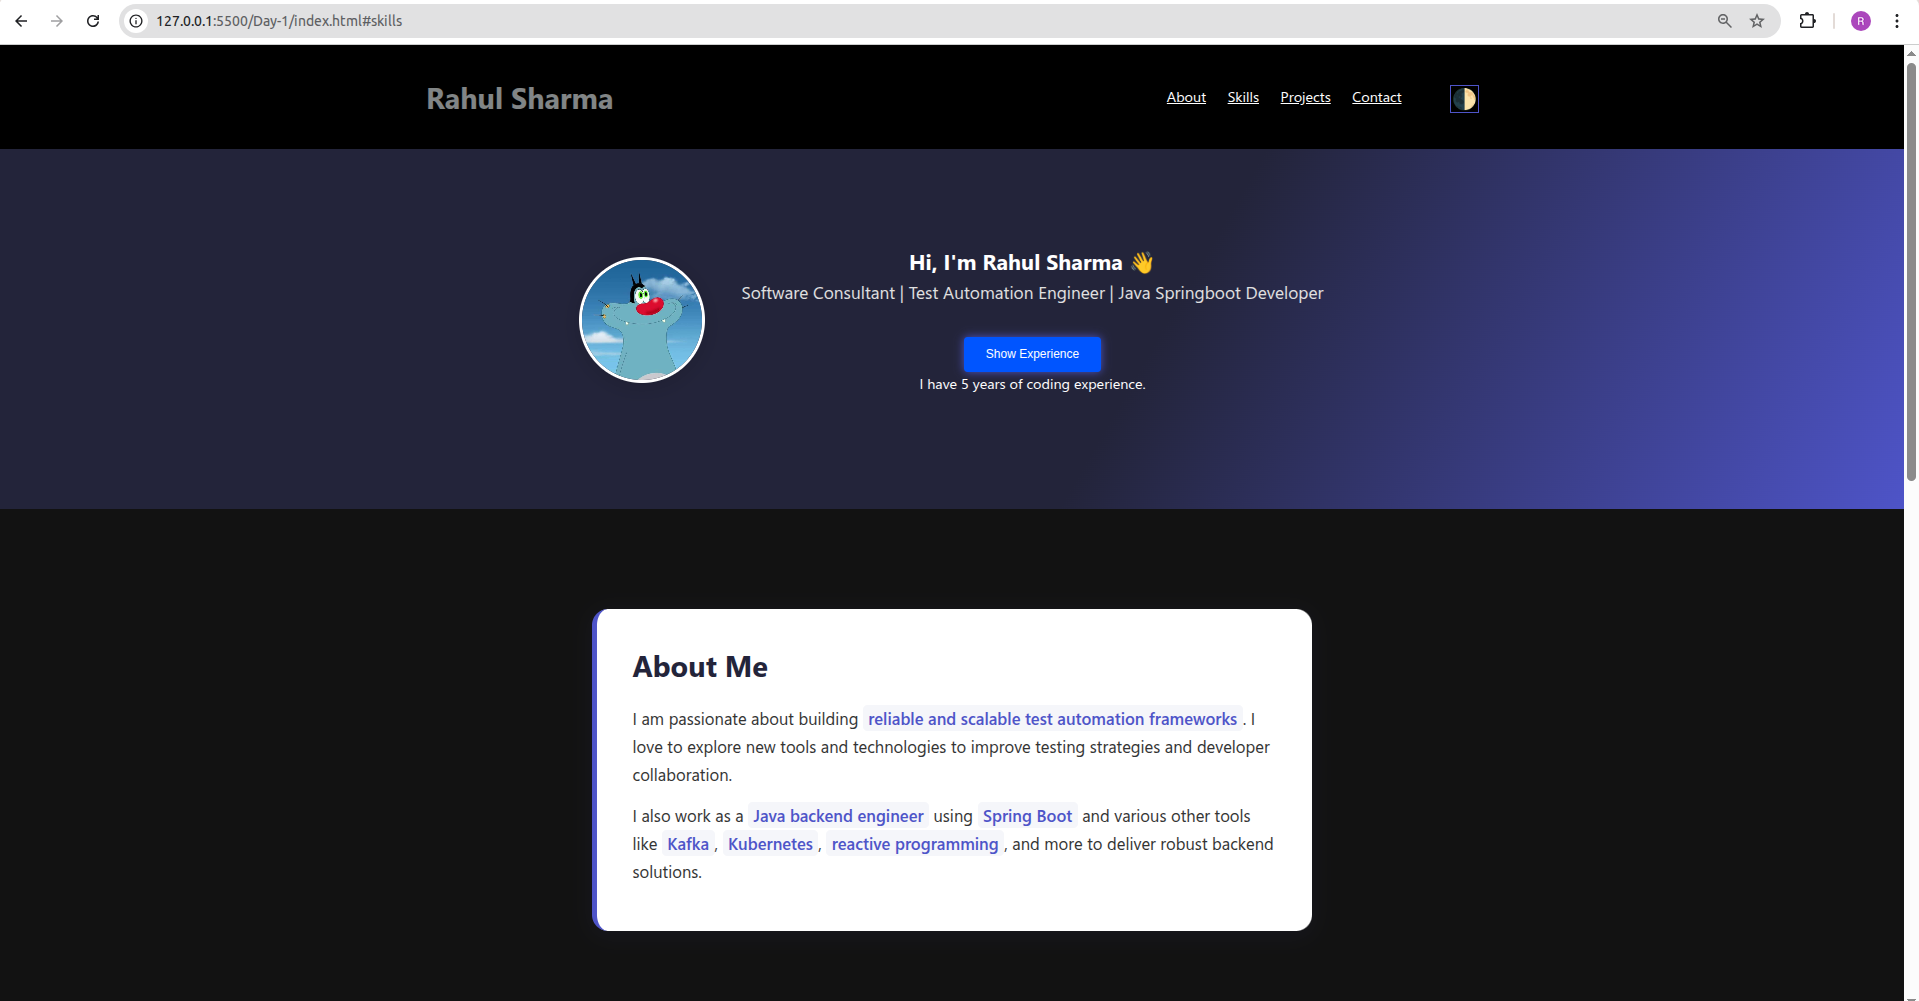 127.0.0.1:5500/Day-1/index.html#skills
R
Rahul Sharma
About Skills Projects Contact
Hi, I'm Rahul Sharma 👋
Software Consultant | Test Automation Engineer | Java Springboot Developer
Show Experience
I have 5 years of coding experience.
About Me
I am passionate about building reliable and scalable test automation frameworks . I
love to explore new tools and technologies to improve testing strategies and developer
collaboration.
I also work as a Java backend engineer using Spring Boot and various other tools
like Kafka , Kubernetes , reactive programming , and more to deliver robust backend
solutions.